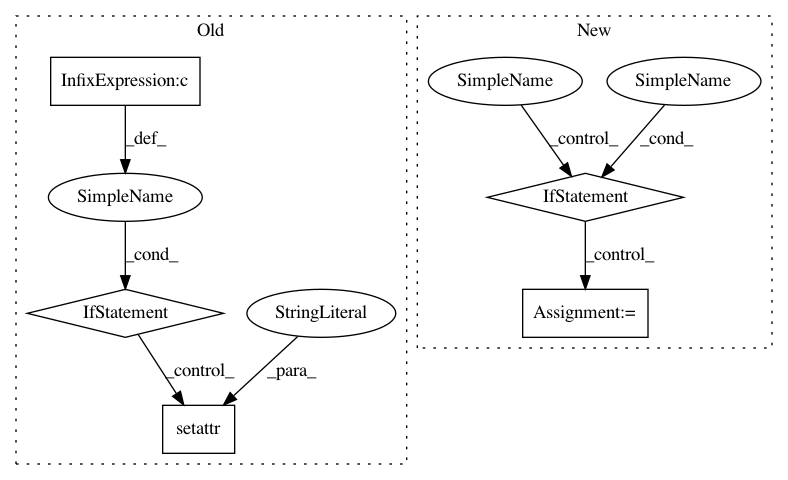 Old
New
InfixExpression:c
SimpleName
SimpleName
_def_
_control_
_cond_
SimpleName
IfStatement
_cond_
_control_
IfStatement
StringLiteral
Assignment:=
_control_
_para_
setattr